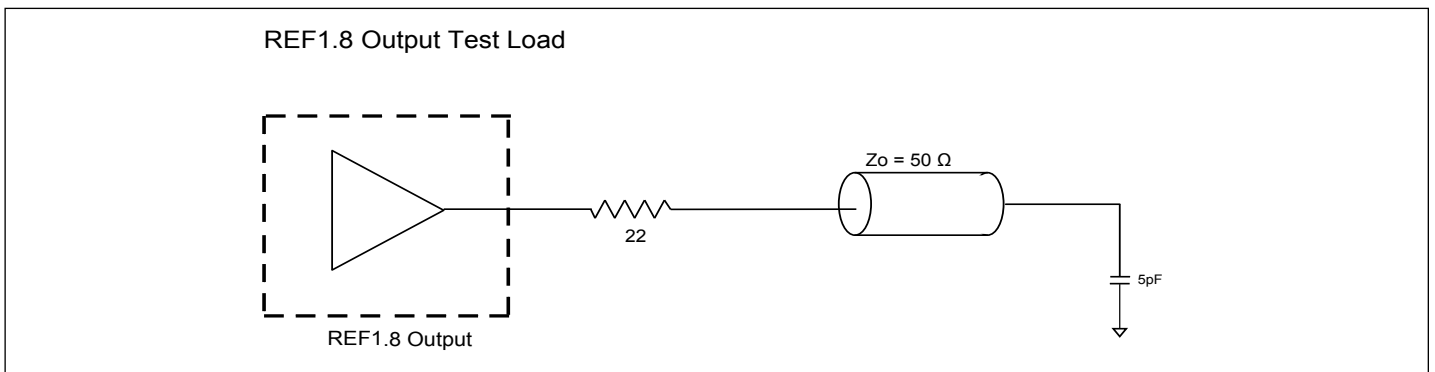 REF1.8 Output Test Load
Zo = 50 Ω
22
5pF
REF1.8 Output